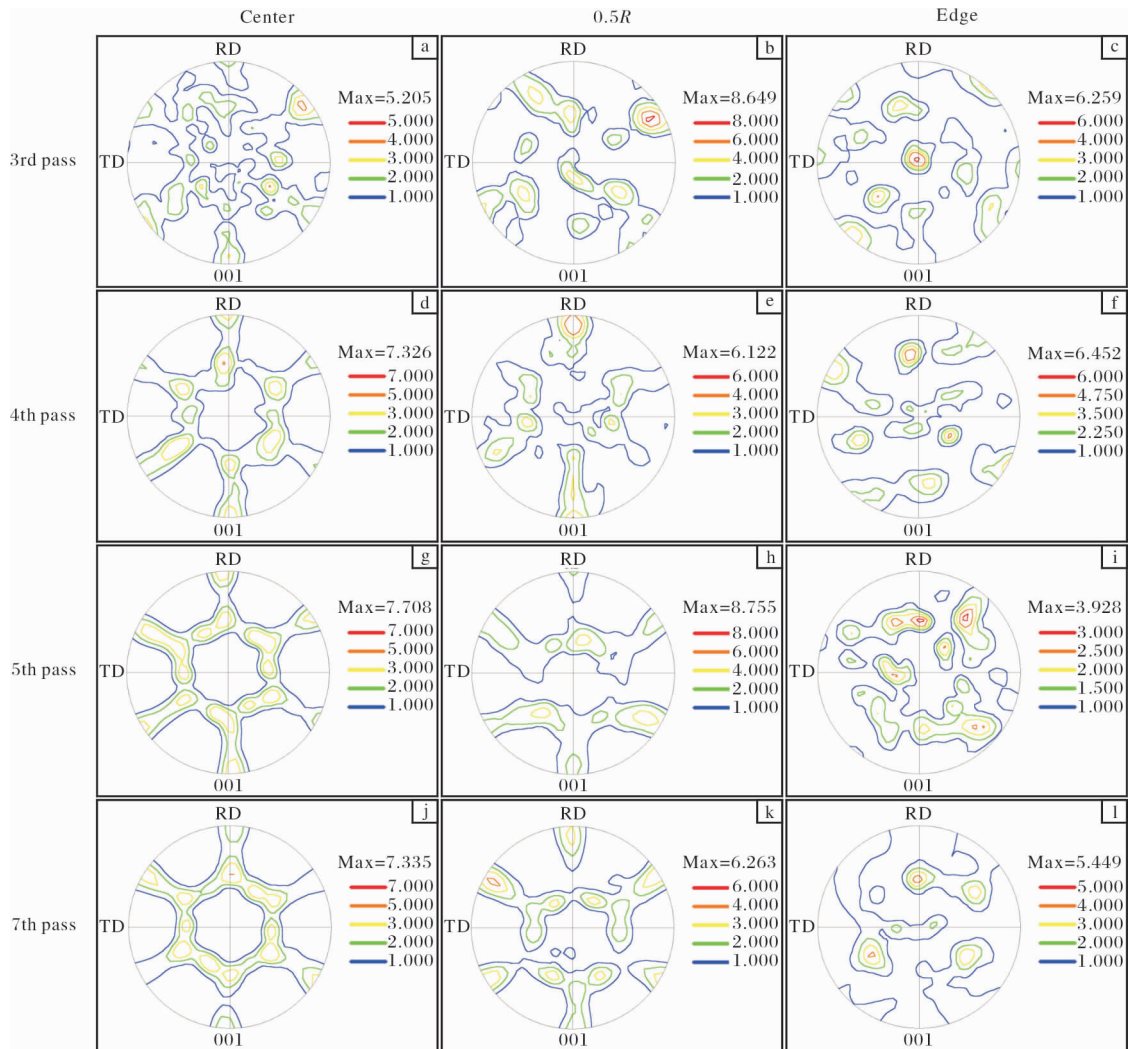 Center 0.5R Edge
3rd pass
a
RD
TD
001
Max=5.205
5.000
4.000
3.000
2.000
1.000
b
RD
TD
001
Max=8.649
8.000
6.000
4.000
2.000
1.000
c
RD
TD
001
Max=6.259
6.000
4.000
3.000
2.000
1.000
4th pass
d
RD
TD
001
Max=7.326
7.000
5.000
3.000
2.000
1.000
e
RD
TD
001
Max=6.122
6.000
4.000
3.000
2.000
1.000
f
RD
TD
001
Max=6.452
6.000
4.750
3.500
2.250
1.000
5th pass
g
RD
TD
001
Max=7.708
7.000
5.000
3.000
2.000
1.000
h
RD
TD
001
Max=8.755
8.000
6.000
4.000
2.000
1.000
i
RD
TD
001
Max=3.928
3.000
2.500
2.000
1.500
1.000
7th pass
j
RD
TD
001
Max=7.335
7.000
5.000
3.000
2.000
1.000
k
RD
TD
001
Max=6.263
6.000
4.000
3.000
2.000
1.000
l
RD
TD
001
Max=5.449
5.000
4.000
3.000
2.000
1.000